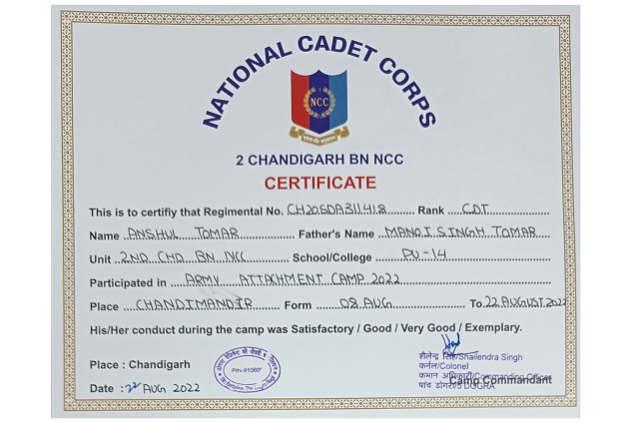 NATIONAL CADET CORPS
NCC
2 CHANDIGARH BN NCC
CERTIFICATE
This is to certifiy that Regimental No. CH20SDA311418 Rank CDT
Name ANSHUL TOMAR Father's Name MANOJ SINGH TOMAR
Unit 2ND CHD BN NCC School/College PU-14
Participated in ARMY ATTACHMENT CAMP 2022
Place CHANDIMANDIR Form 08 AUG To 22 AUGUST 2022
His/Her conduct during the camp was Satisfactory / Good / Very Good / Exemplary.
Place : Chandigarh
Date : 22 AUG 2022
शैलेन्द्र सिंह/Shailendra Singh
कर्नल/Colonel
कमान अधिकारी/Commanding Officer
पांच डोगरा/5 DOGRA
Camp Commandant